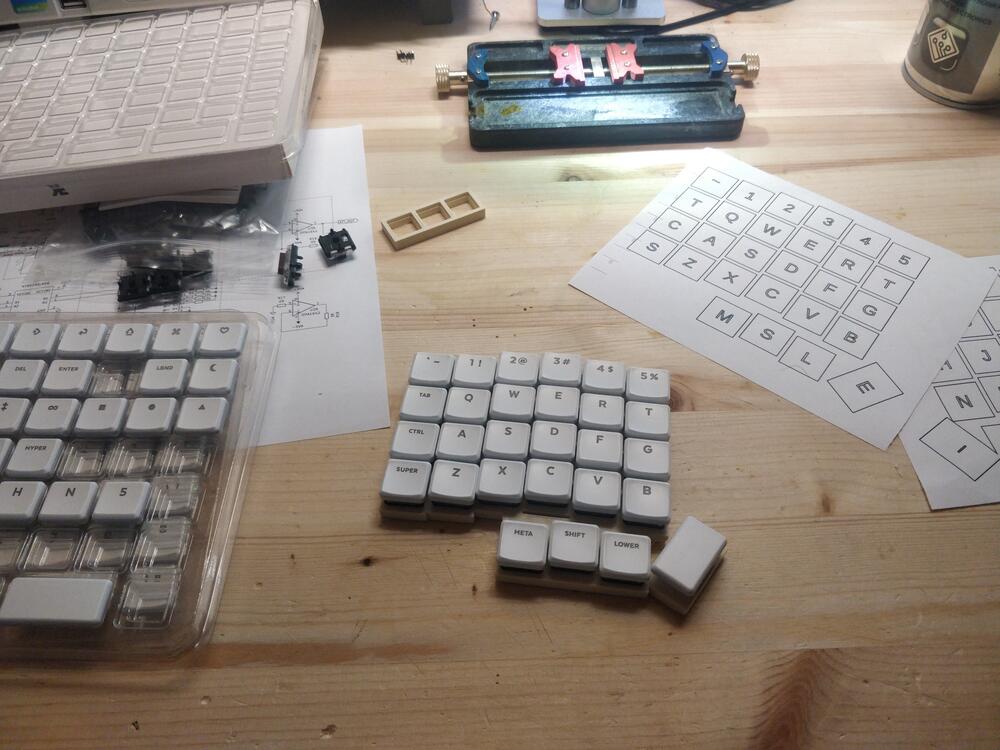 DEL ENTER LBND
HYPER
H N 5
` ~ 1 ! 2 @ 3 # 4 $ 5 %
TAB Q W E R T
CTRL A S D F G
SUPER Z X C V B
META SHIFT LOWER
~ 1 2 3 4 5
T Q W E R T
C A S D F G
S Z X C V B
M S L E
J
N
I